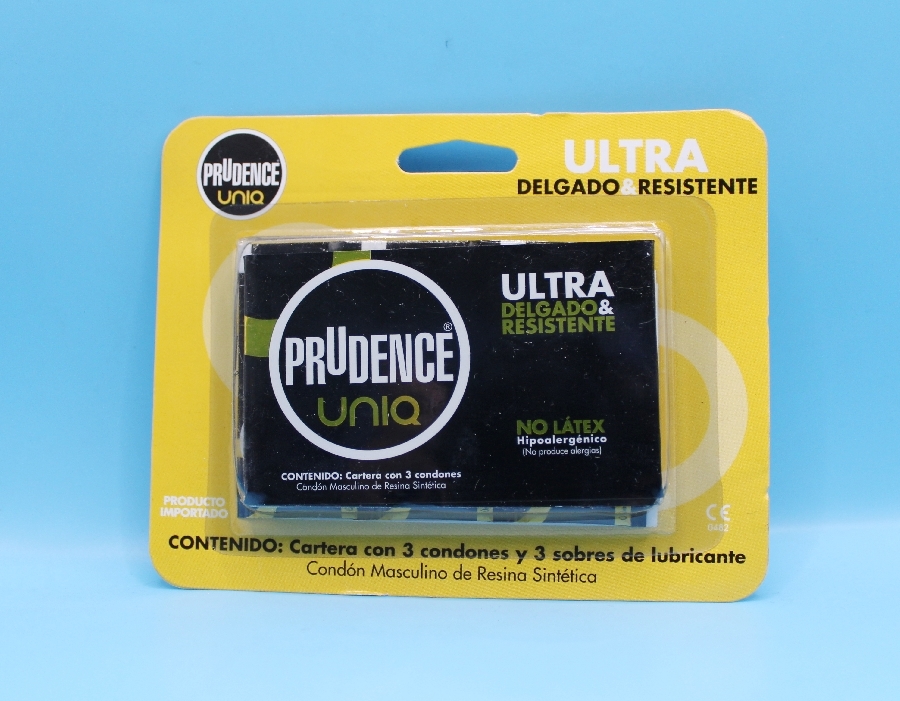 PRUDENCE
UNIQ
ULTRA
DELGADO&RESISTENTE
PRUDENCE®
UNIQ
ULTRA
DELGADO&
RESISTENTE
NO LÁTEX
Hipoalergénico
(No produce alergias)
CONTENIDO: Cartera con 3 condones
Condón Masculino de Resina Sintética
PRODUCTO
IMPORTADO
CE
0482
CONTENIDO: Cartera con 3 condones y 3 sobres de lubricante
Condón Masculino de Resina Sintética